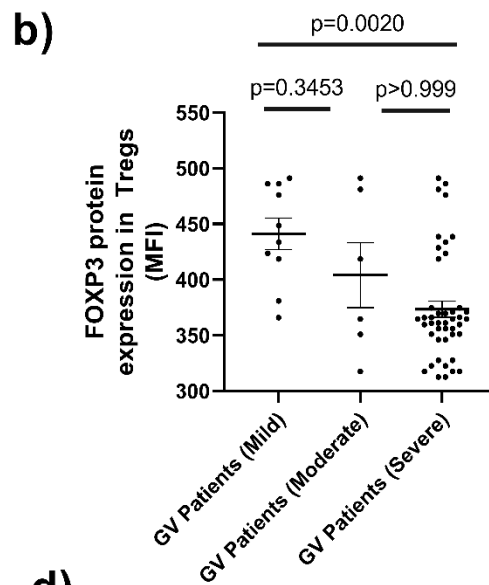 b)
p=0.0020
p=0.3453
p>0.999
FOXP3 protein
expression in Tregs
(MFI)
550
500
450
400
350
300
GV Patients (Mild)
GV Patients (Moderate)
GV Patients (Severe)
d)